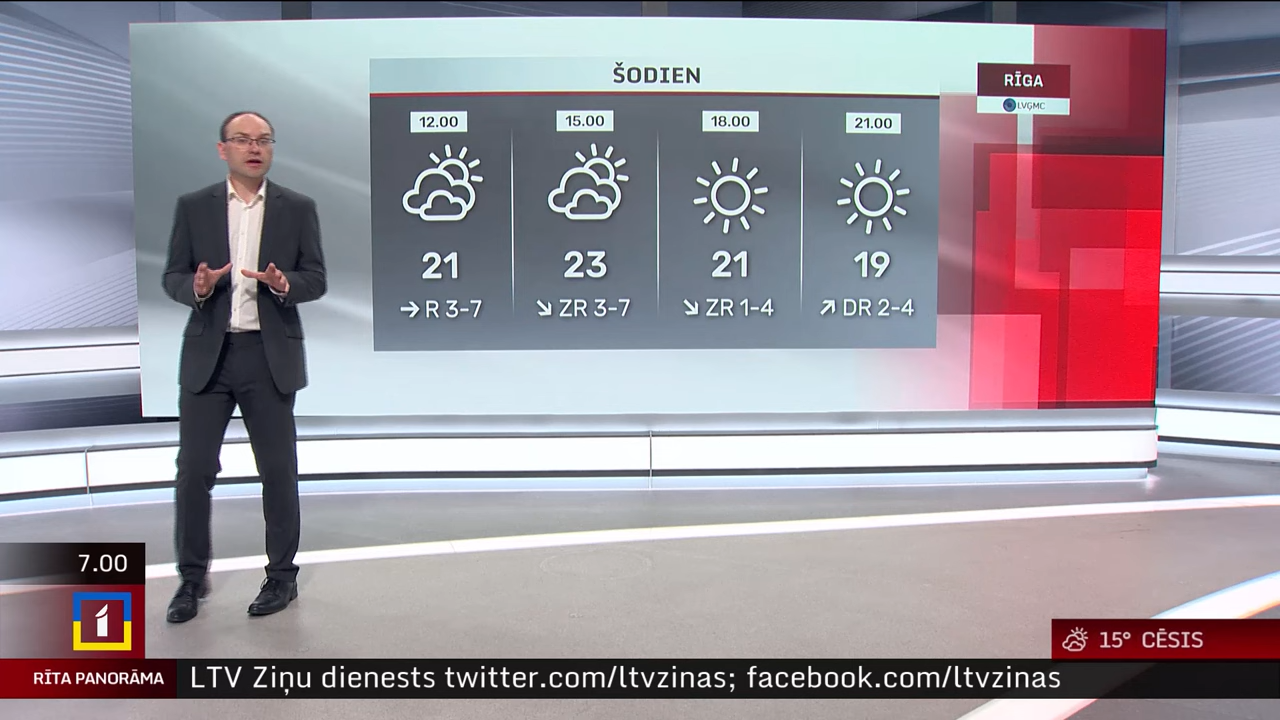 ŠODIEN
RĪGA
LVĢMC
12.00
15.00
18.00
21.00
21
23
21
19
R 3-7
ZR 3-7
ZR 1-4
DR 2-4
7.00
1
15° CĒSIS
RĪTA PANORĀMA
LTV Ziņu dienests twitter.com/ltvzinas; facebook.com/ltvzinas